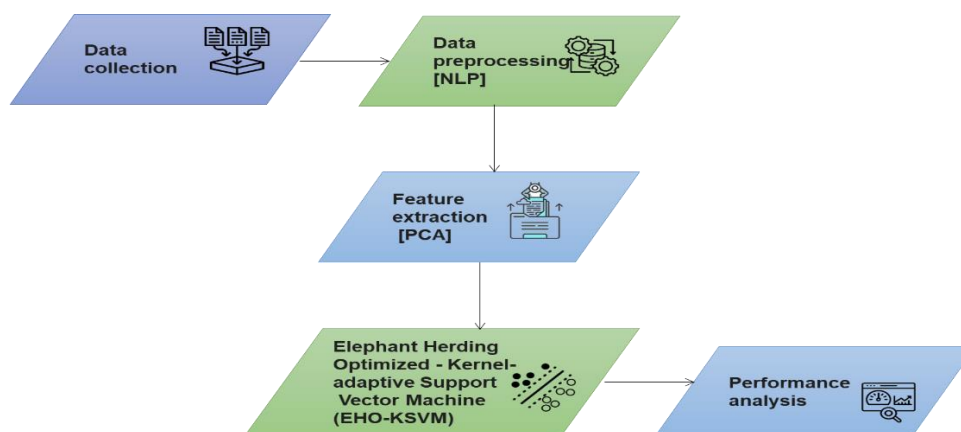 Data
collection
Data
preprocessing
[NLP]
Feature
extraction
[PCA]
Elephant Herding
Optimized - Kernel-
adaptive Support
Vector Machine
(EHO-KSVM)
Performance
analysis